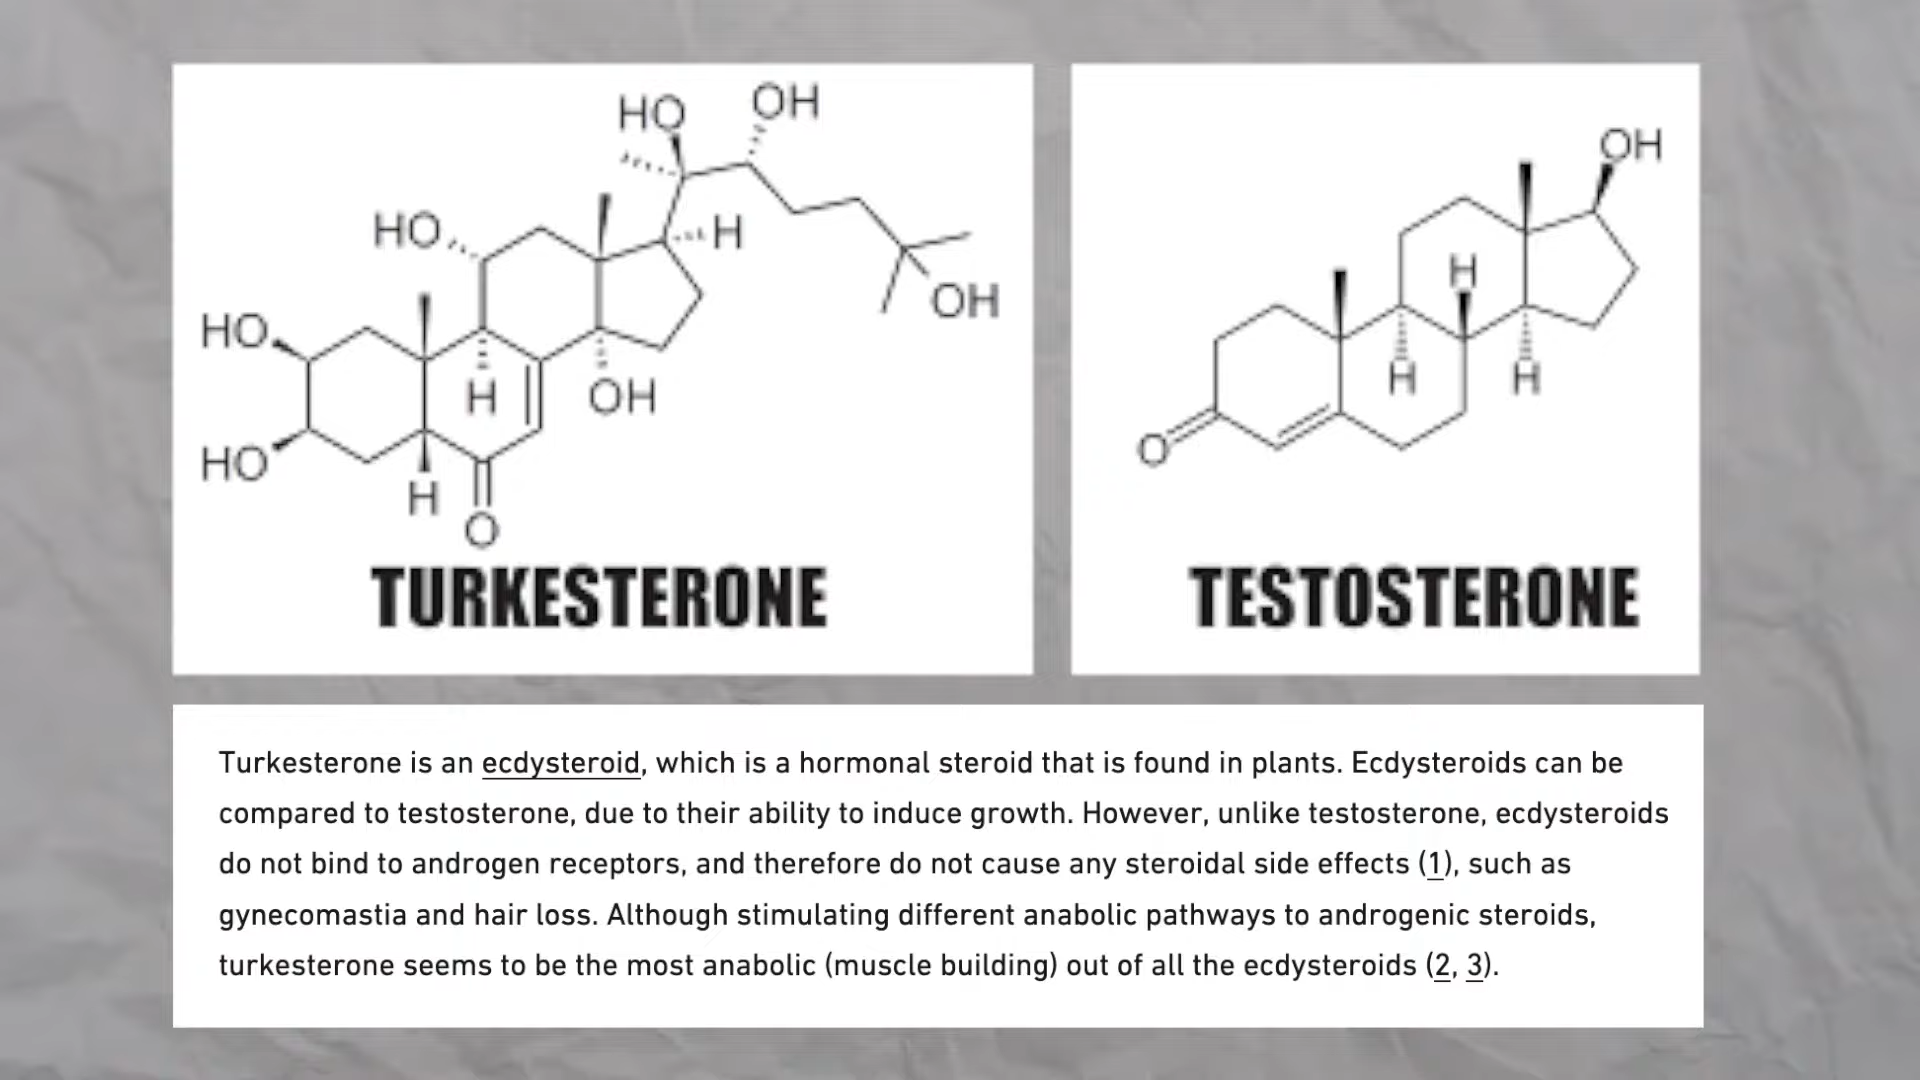 HO
OH
HO
H
OH
HO
H
OH
HO
H
O
TURKESTERONE
OH
H
H
H
O
TESTOSTERONE
Turkesterone is an ecdysteroid, which is a hormonal steroid that is found in plants. Ecdysteroids can be
compared to testosterone, due to their ability to induce growth. However, unlike testosterone, ecdysteroids
do not bind to androgen receptors, and therefore do not cause any steroidal side effects (1), such as
gynecomastia and hair loss. Although stimulating different anabolic pathways to androgenic steroids,
turkesterone seems to be the most anabolic (muscle building) out of all the ecdysteroids (2, 3).